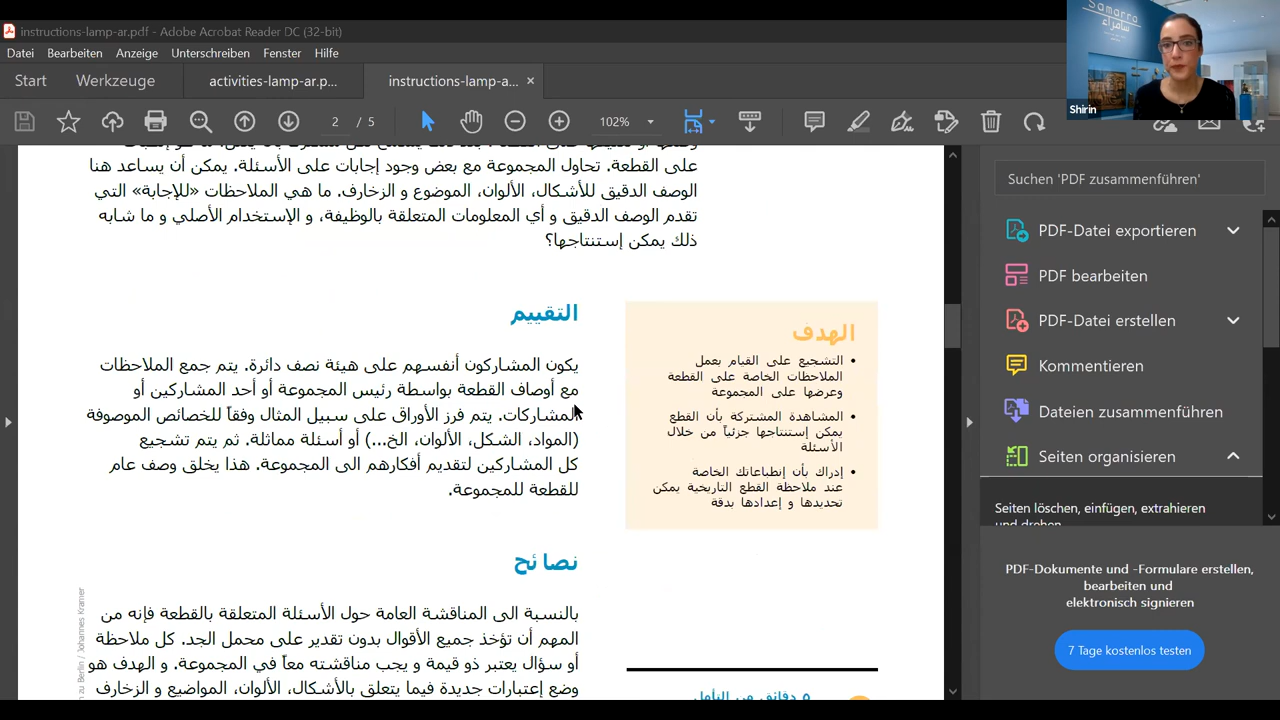 instructions-lamp-ar.pdf - Adobe Acrobat Reader DC (32-bit)
Datei Bearbeiten Anzeige Unterschreiben Fenster Hilfe
Start Werkzeuge activities-lamp-ar.p... instructions-lamp-a... ×
2 / 5 102%
Samarra
سامراء
Shirin
على القطعة. تحاول المجموعة مع بعض وجود إجابات على الأسئلة. يمكن أن يساعد هنا
الوصف الدقيق للأشكال، الألوان، الموضوع و الزخارف. ما هي الملاحظات «للإجابة» التي
تقدم الوصف الدقيق و أي المعلومات المتعلقة بالوظيفة، و الإستخدام الأصلي و ما شابه
ذلك يمكن إستنتاجها؟
الهدف
• التشجيع على القيام بعمل
الملاحظات الخاصة على القطعة
وعرضها على المجموعة
• المشاهدة المشتركة بأن القطع
يمكن إستنتاجها جزئياً من خلال
الأسئلة
• إدراك بأن إنطباعاتك الخاصة
عند ملاحظة القطع التاريخية يمكن
تحديدها و إعدادها بدقة
التقييم
يكون المشاركون أنفسهم على هيئة نصف دائرة. يتم جمع الملاحظات
مع أوصاف القطعة بواسطة رئيس المجموعة أو أحد المشاركين أو
المشاركات. يتم فرز الأوراق على سبيل المثال وفقاً للخصائص الموصوفة
(المواد، الشكل، الألوان، الخ...) أو أسئلة مماثلة. ثم يتم تشجيع
كل المشاركين لتقديم أفكارهم الى المجموعة. هذا يخلق وصف عام
للقطعة للمجموعة.
نصائح
بالنسبة الى المناقشة العامة حول الأسئلة المتعلقة بالقطعة فإنه من
المهم أن تؤخذ جميع الأقوال بدون تقدير على محمل الجد. كل ملاحظة
أو سؤال يعتبر ذو قيمة و يجب مناقشته معاً في المجموعة. و الهدف هو
وضع إعتبارات جديدة فيما يتعلق بالأشكال، الألوان، المواضيع و الزخارف
zu Berlin / Johannes Kramer
Suchen 'PDF zusammenführen'
PDF-Datei exportieren
PDF bearbeiten
PDF-Datei erstellen
Kommentieren
Dateien zusammenführen
Seiten organisieren
Seiten löschen, einfügen, extrahieren
und drehen
PDF-Dokumente und -Formulare erstellen,
bearbeiten und
elektronisch signieren
7 Tage kostenlos testen